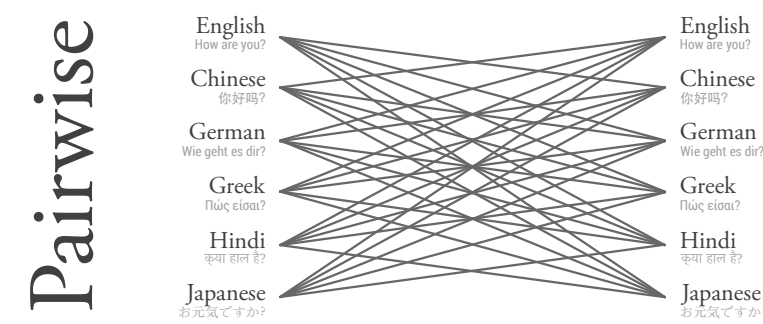 Pairwise
English
How are you?
Chinese
你好吗?
German
Wie geht es dir?
Greek
Πώς είσαι?
Hindi
क्या हाल है?
Japanese
お元気ですか?
English
How are you?
Chinese
你好吗?
German
Wie geht es dir?
Greek
Πώς είσαι?
Hindi
क्या हाल है?
Japanese
お元気ですか